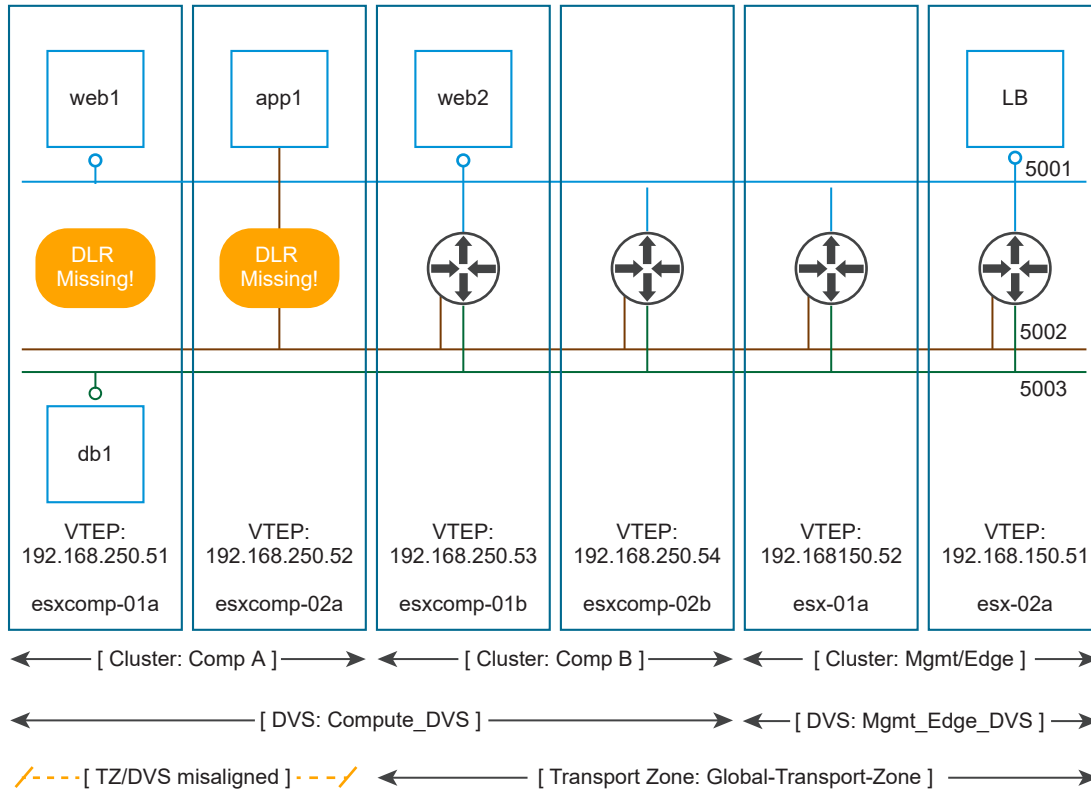 web1
app1
web2
LB
5001
DLR
Missing!
DLR
Missing!
5002
5003
db1
VTEP:
192.168.250.51
VTEP:
192.168.250.52
VTEP:
192.168.250.53
VTEP:
192.168.250.54
VTEP:
192.168150.52
VTEP:
192.168.150.51
esxcomp-01a
esxcomp-02a
esxcomp-01b
esxcomp-02b
esx-01a
esx-02a
[ Cluster: Comp A ]
[ Cluster: Comp B ]
[ Cluster: Mgmt/Edge ]
[ DVS: Compute_DVS ]
[ DVS: Mgmt_Edge_DVS ]
[ TZ/DVS misaligned ]
[ Transport Zone: Global-Transport-Zone ]